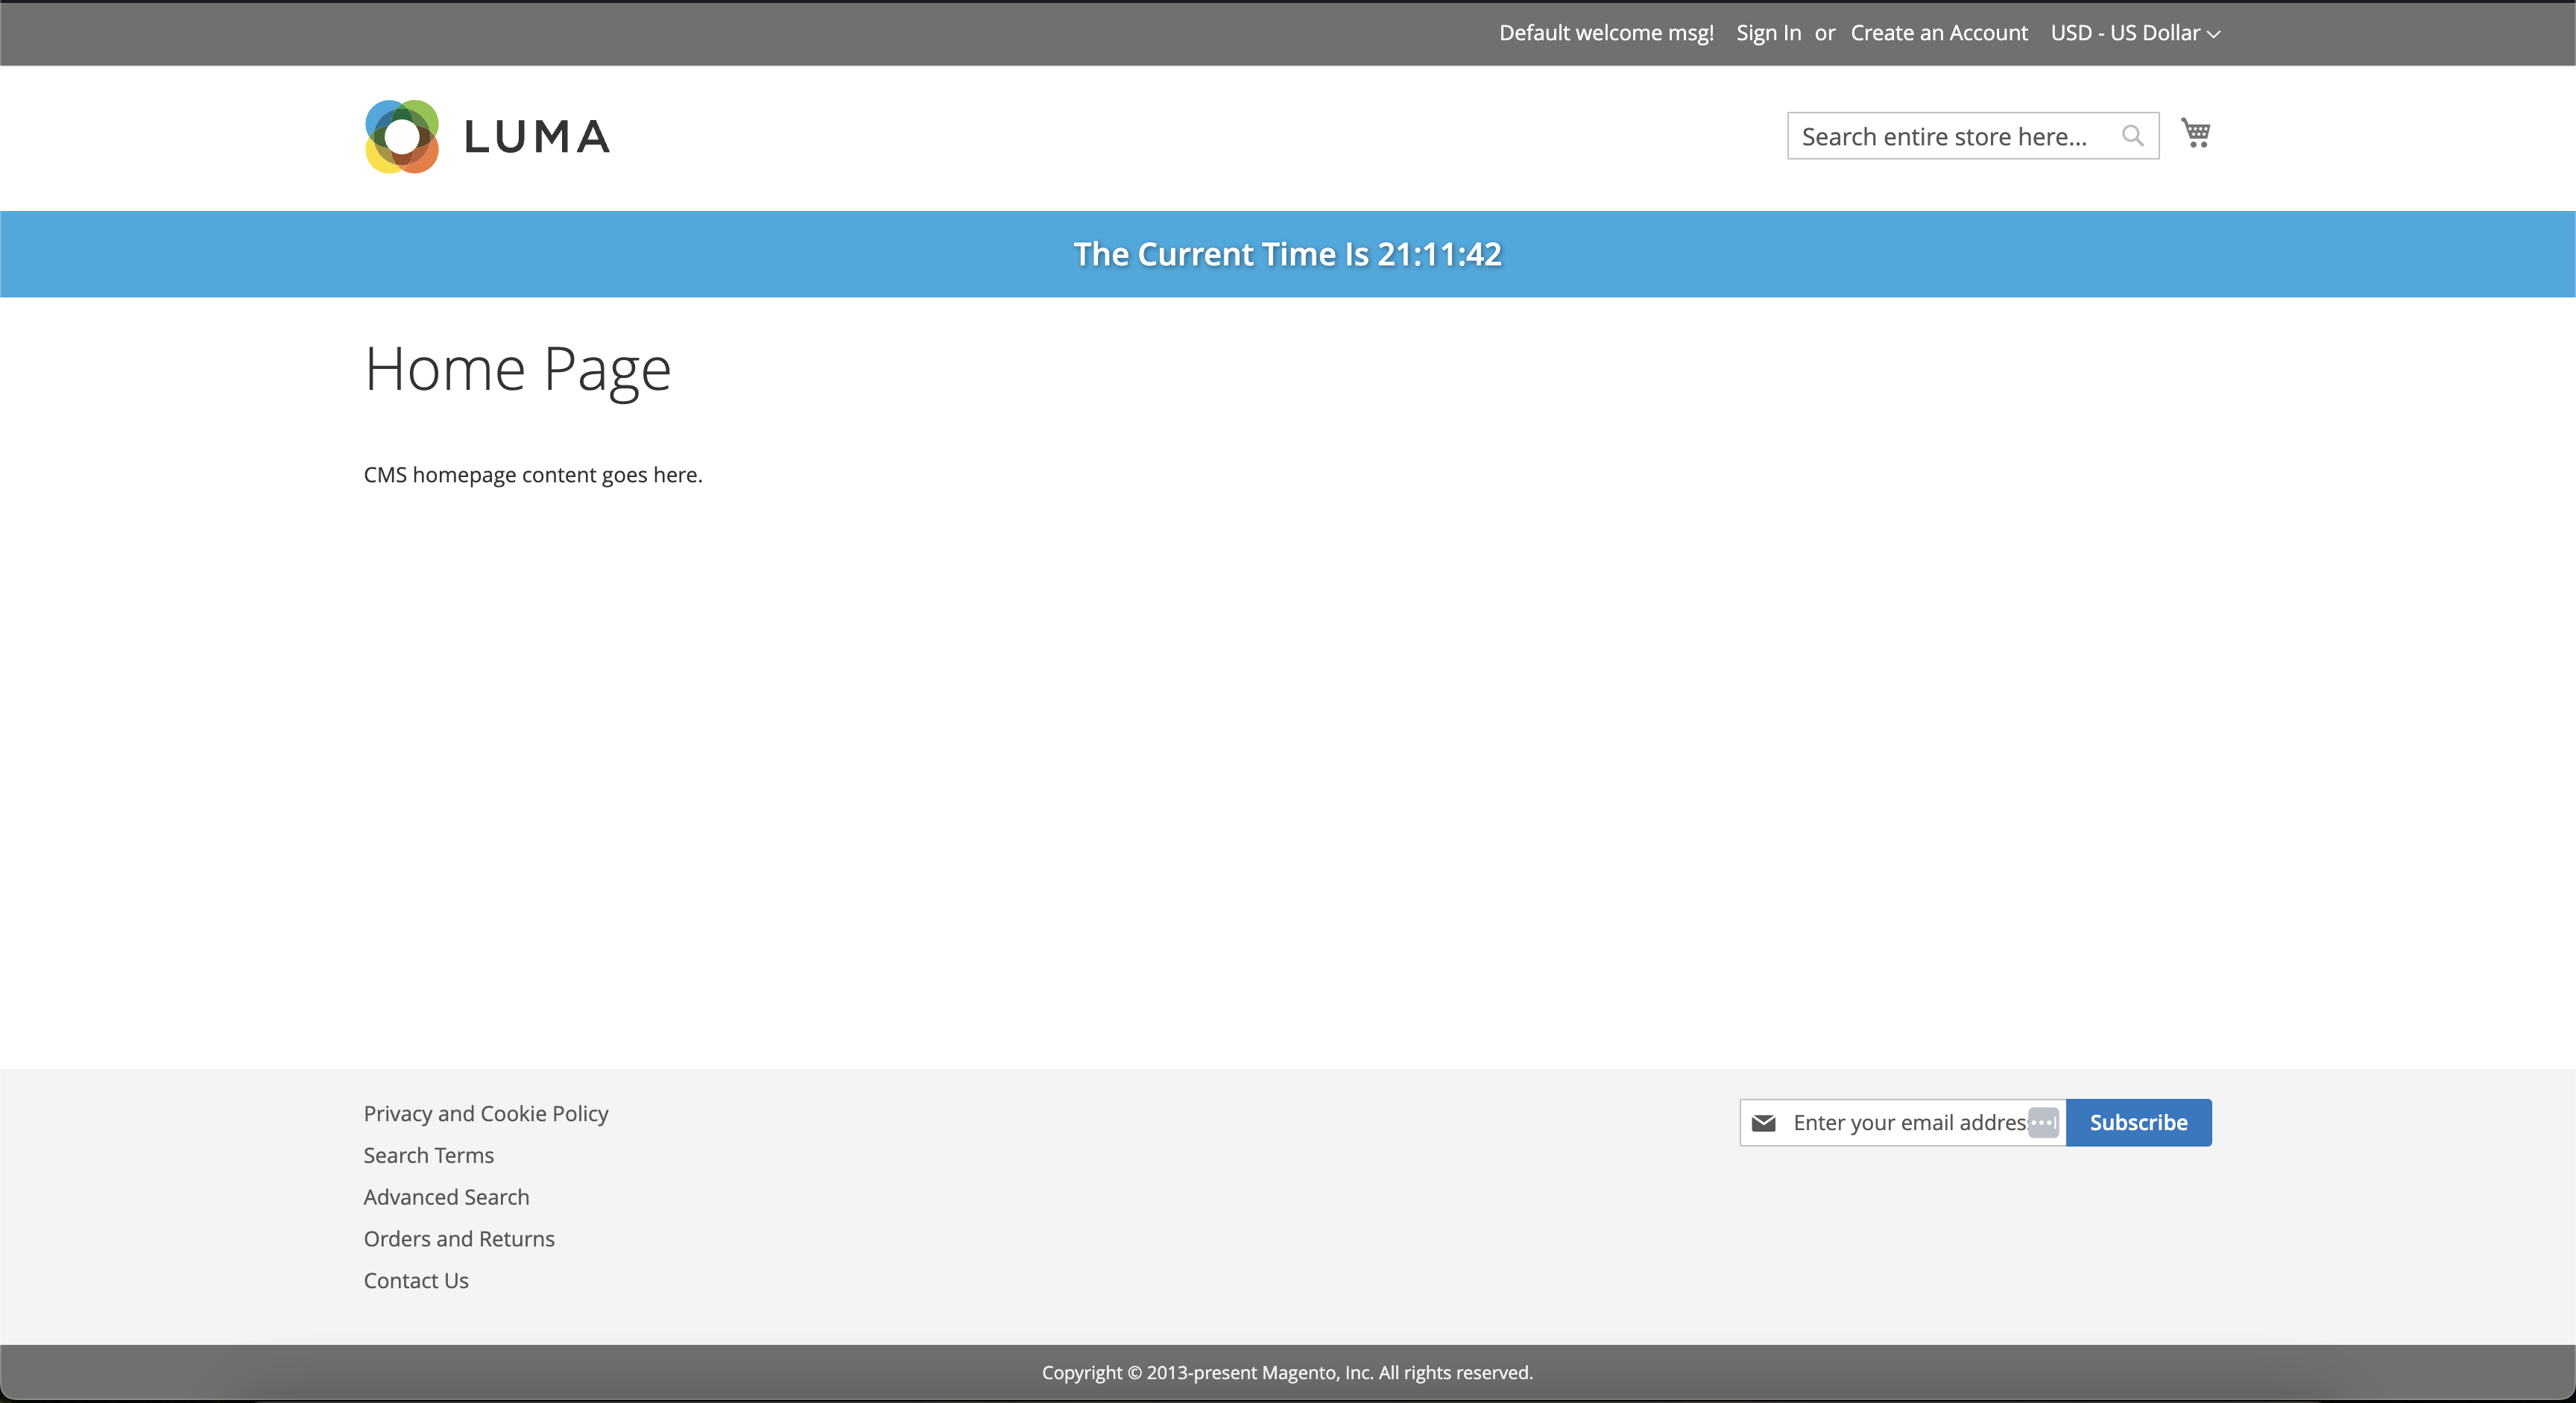 Default welcome msg! Sign In or Create an Account USD - US Dollar
LUMA
Search entire store here...
The Current Time Is 21:11:42
Home Page
CMS homepage content goes here.
Privacy and Cookie Policy
Search Terms
Advanced Search
Orders and Returns
Contact Us
Enter your email addres
Subscribe
Copyright © 2013-present Magento, Inc. All rights reserved.